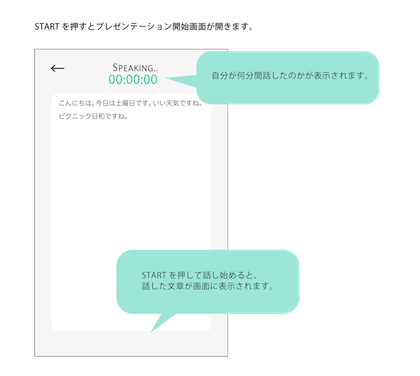 STARTを押すとプレゼンテーション開始画面が開きます。
←
SPEAKING..
00:00:00
自分が何分間話したのかが表示されます。
こんにちは。今日は土曜日です。いい天気ですね。
ピクニック日和ですね。
STARTを押して話し始めると、
話した文章が画面に表示されます。